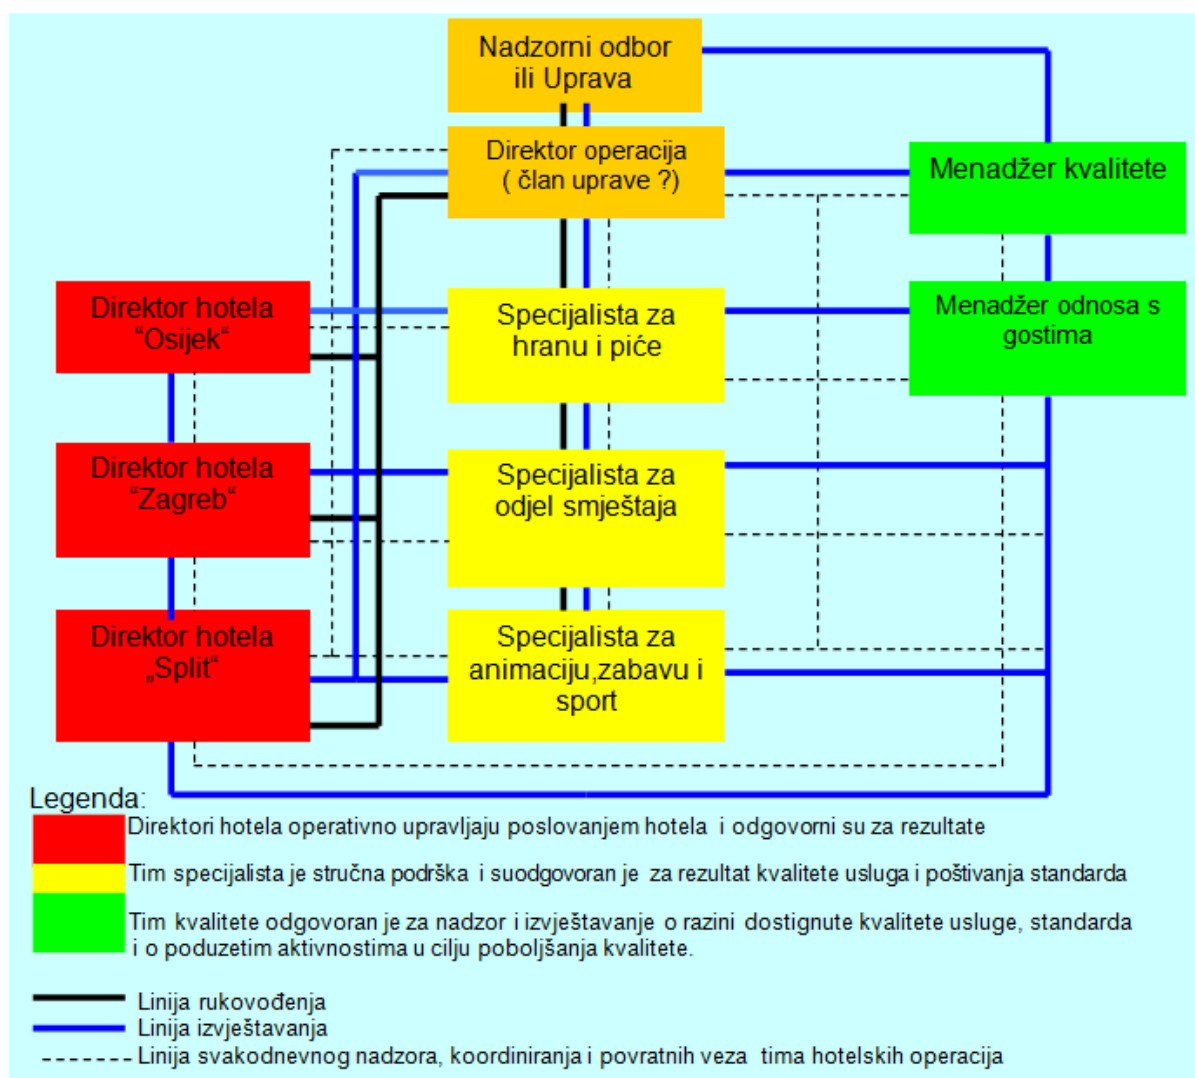 Nadzorni odbor
ili Uprava
Direktor operacija
( član uprave ?)
Menadžer kvalitete
Direktor hotela
“Osijek“
Specijalista za
hranu i piće
Menadžer odnosa s
gostima
Direktor hotela
“Zagreb“
Specijalista za
odjel smještaja
Direktor hotela
„Split“
Specijalista za
animaciju,zabavu i
sport
Legenda:
Direktori hotela operativno upravljaju poslovanjem hotela i odgovorni su za rezultate
Tim specijalista je stručna podrška i suodgovoran je za rezultat kvalitete usluga i poštivanja standarda
Tim kvalitete odgovoran je za nadzor i izvještavanje o razini dostignute kvalitete usluge, standarda
i o poduzetim aktivnostima u cilju poboljšanja kvalitete.
Linija rukovođenja
Linija izvještavanja
Linija svakodnevnog nadzora, koordiniranja i povratnih veza tima hotelskih operacija